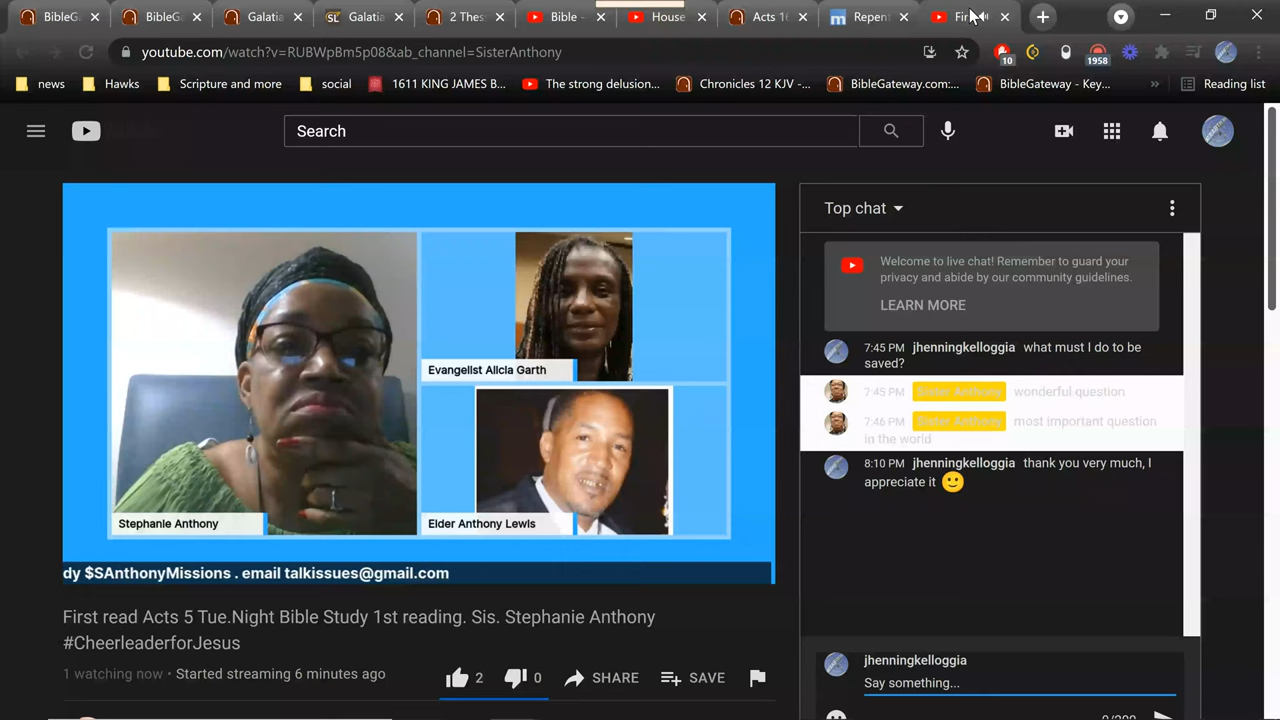 BibleG
BibleG
Galatia
Galatia
2 Thess
Bible -
House
Acts 16
Repent
Fir
youtube.com/watch?v=RUBWpBm5p08&ab_channel=SisterAnthony
10
1958
news
Hawks
Scripture and more
social
1611 KING JAMES B...
The strong delusion...
Chronicles 12 KJV -...
BibleGateway.com:...
BibleGateway - Key...
»
Reading list
Search
Top chat
Welcome to live chat! Remember to guard your
privacy and abide by our community guidelines.
LEARN MORE
7:45 PM jhenningkelloggia what must I do to be
saved?
7:45 PM Sister Anthony wonderful question
7:46 PM Sister Anthony most important question
in the world
8:10 PM jhenningkelloggia thank you very much, I
appreciate it 🙂
Evangelist Alicia Garth
Stephanie Anthony
Elder Anthony Lewis
dy $SAnthonyMissions . email talkissues@gmail.com
First read Acts 5 Tue.Night Bible Study 1st reading. Sis. Stephanie Anthony
#CheerleaderforJesus
1 watching now • Started streaming 6 minutes ago
2
0
SHARE
SAVE
jhenningkelloggia
Say something...
0/200